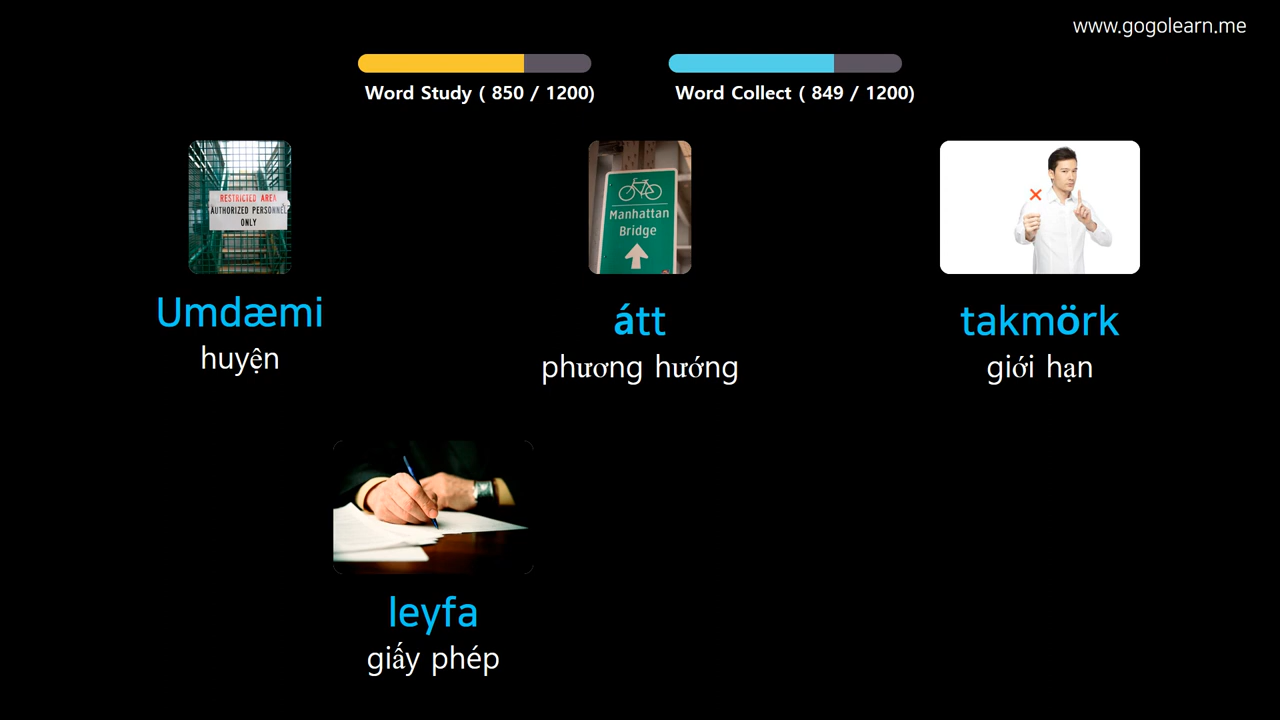 www.gogolearn.me
Word Study ( 850 / 1200)
Word Collect ( 849 / 1200)
RESTRICTED AREA
AUTHORIZED PERSONNEL
ONLY
Manhattan
Bridge
Umdæmi
huyện
átt
phương hướng
takmörk
giới hạn
leyfa
giấy phép